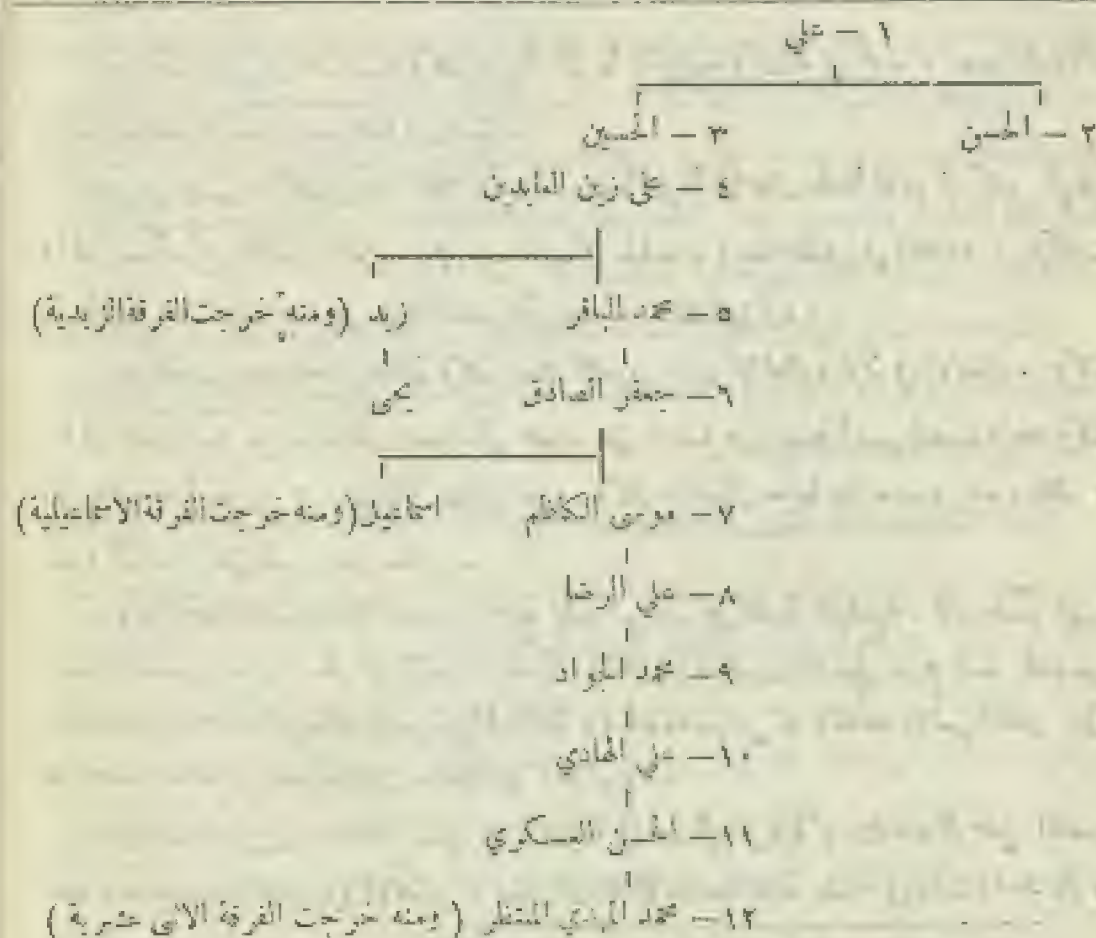 ١ — علي
٢ — الحسن ٣ — الحسين
٤ — علي زين العابدين
٥ — محمد الباقر زيد (ومنه خرجت الفرقة الزيدية)
٦ — جعفر الصادق يحيى
٧ — موسى الكاظم اسماعيل (ومنه خرجت الفرقة الاسماعيلية)
٨ — علي الرضا
٩ — محمد الجواد
١٠ — علي الهادي
١١ — الحسن العسكري
١٢ — محمد المهدي المنتظر ( ومنه خرجت الفرقة الاثنى عشرية )